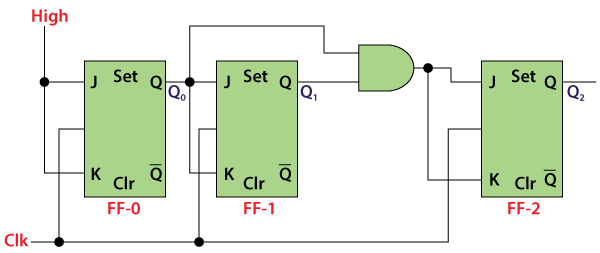 High
J Set Q
Q₀
K Clr Q̅
FF-0
J Set Q
Q₁
K Clr Q̅
FF-1
J Set Q
Q₂
K Clr Q̅
FF-2
Clk